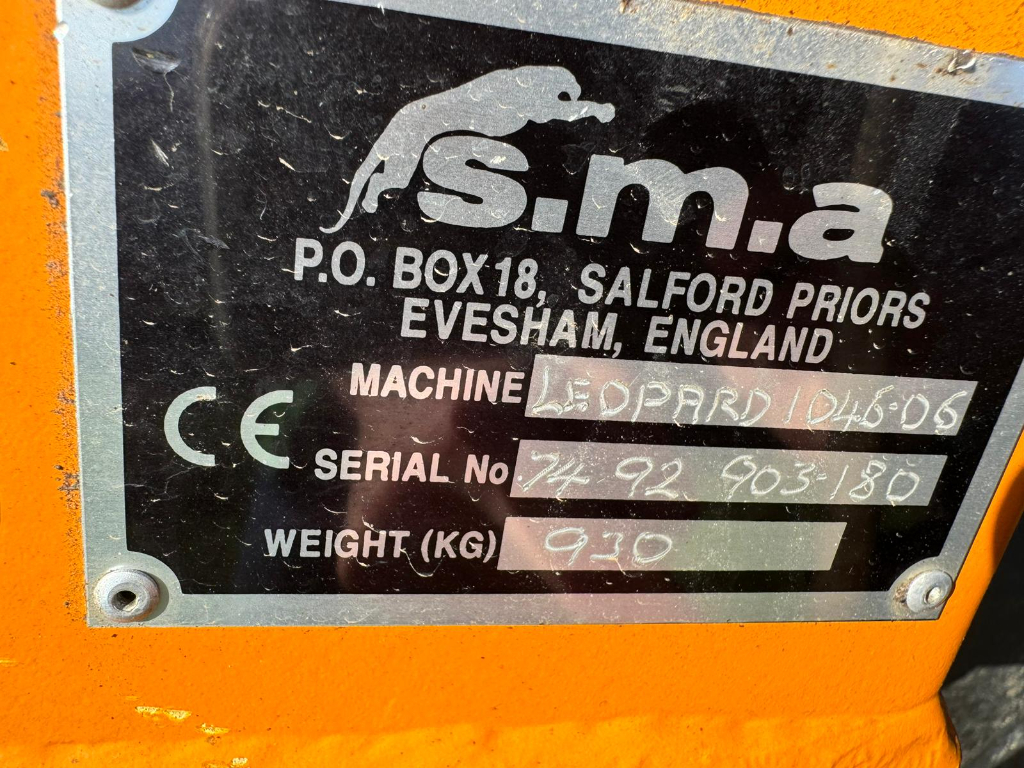 s.m.a
P.O. BOX 18, SALFORD PRIORS
EVESHAM, ENGLAND
MACHINE LEOPARD 1046-06
CE
SERIAL No 74 92 903-180
WEIGHT (KG) 930